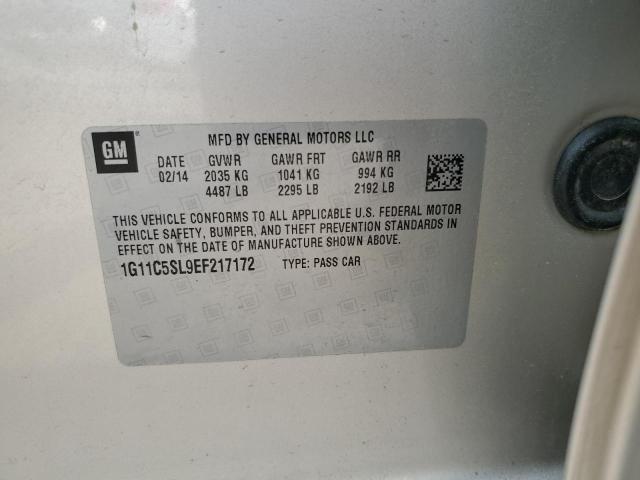 GM
MFD BY GENERAL MOTORS LLC
DATE GVWR GAWR FRT GAWR RR
02/14 2035 KG 1041 KG 994 KG
4487 LB 2295 LB 2192 LB
THIS VEHICLE CONFORMS TO ALL APPLICABLE U.S. FEDERAL MOTOR
VEHICLE SAFETY, BUMPER, AND THEFT PREVENTION STANDARDS IN
EFFECT ON THE DATE OF MANUFACTURE SHOWN ABOVE.
1G11C5SL9EF217172 TYPE: PASS CAR